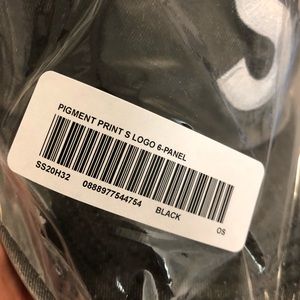 S
PIGMENT PRINT S LOGO 6-PANEL
SS20H32 0888977544754 BLACK OS